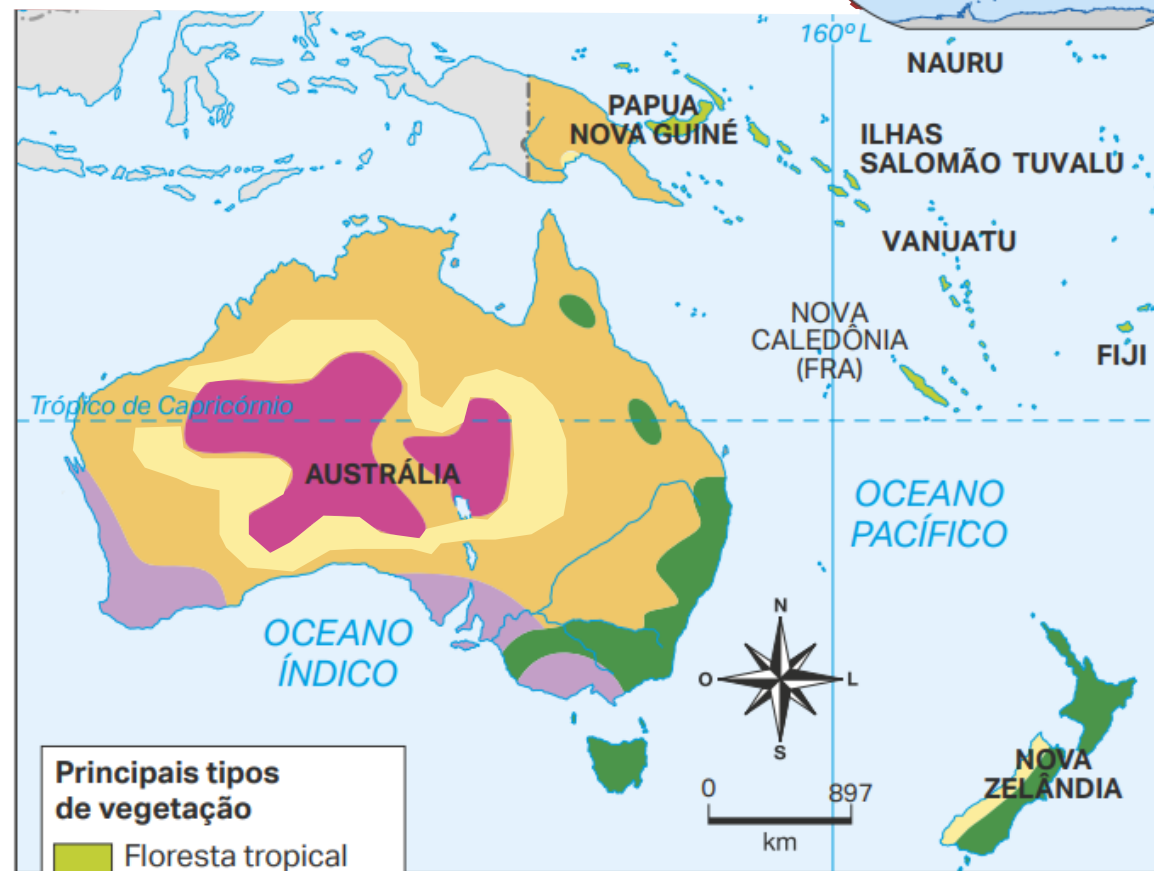 160º L
NAURU
PAPUA
NOVA GUINÉ
ILHAS
SALOMÃO TUVALU
VANUATU
NOVA
CALEDÔNIA
(FRA)
FIJI
Trópico de Capricórnio
AUSTRÁLIA
OCEANO
PACÍFICO
OCEANO
ÍNDICO
N
O
L
S
NOVA
ZELÂNDIA
0 897
km
Principais tipos
de vegetação
Floresta tropical